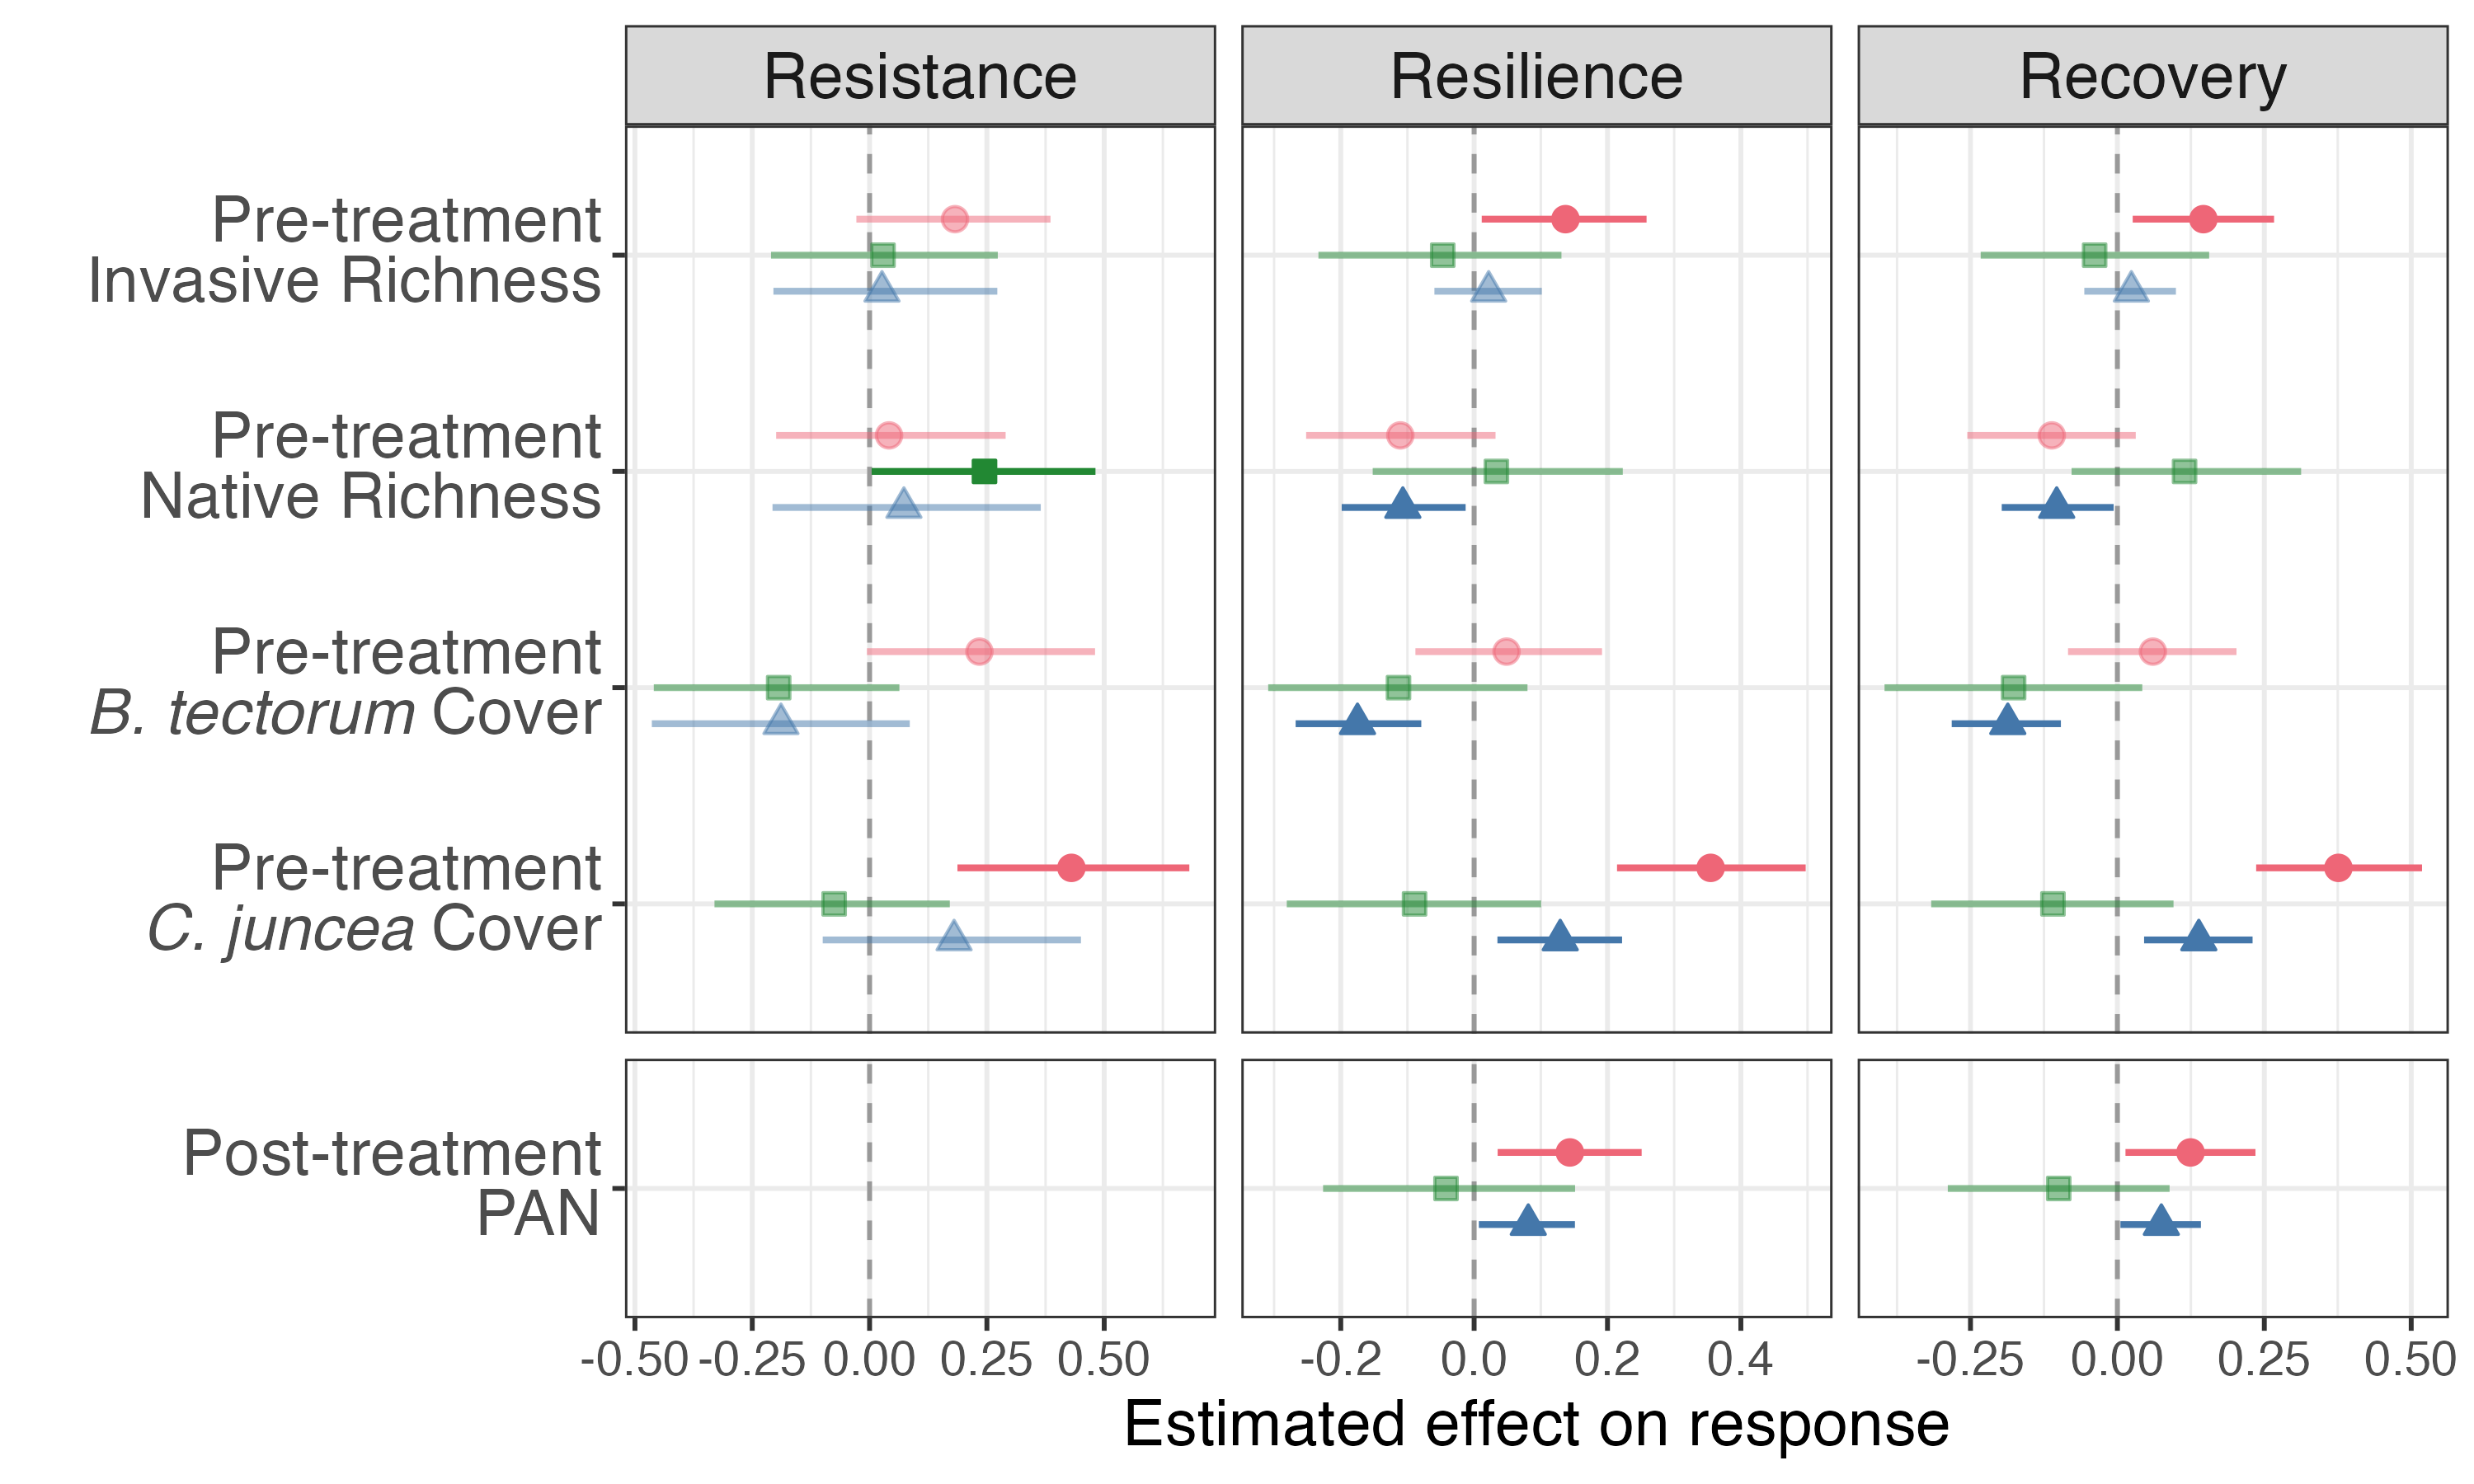 Resistance
Resilience
Recovery
Pre-treatment
Invasive Richness
Pre-treatment
Native Richness
Pre-treatment
B. tectorum Cover
Pre-treatment
C. juncea Cover
Post-treatment
PAN
-0.50 -0.25 0.00 0.25 0.50
-0.2 0.0 0.2 0.4
-0.25 0.00 0.25 0.50
Estimated effect on response